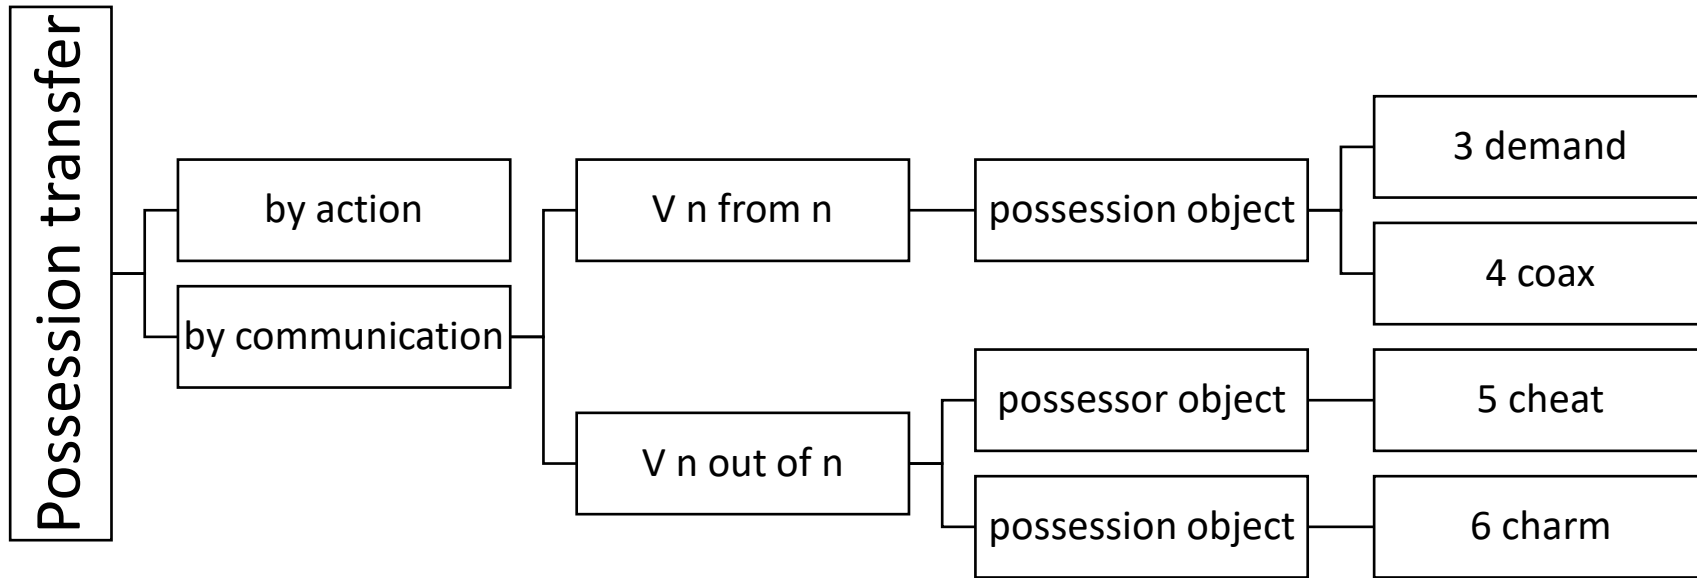 Possession transfer
by action
by communication
V n from n
V n out of n
possession object
possessor object
possession object
3 demand
4 coax
5 cheat
6 charm